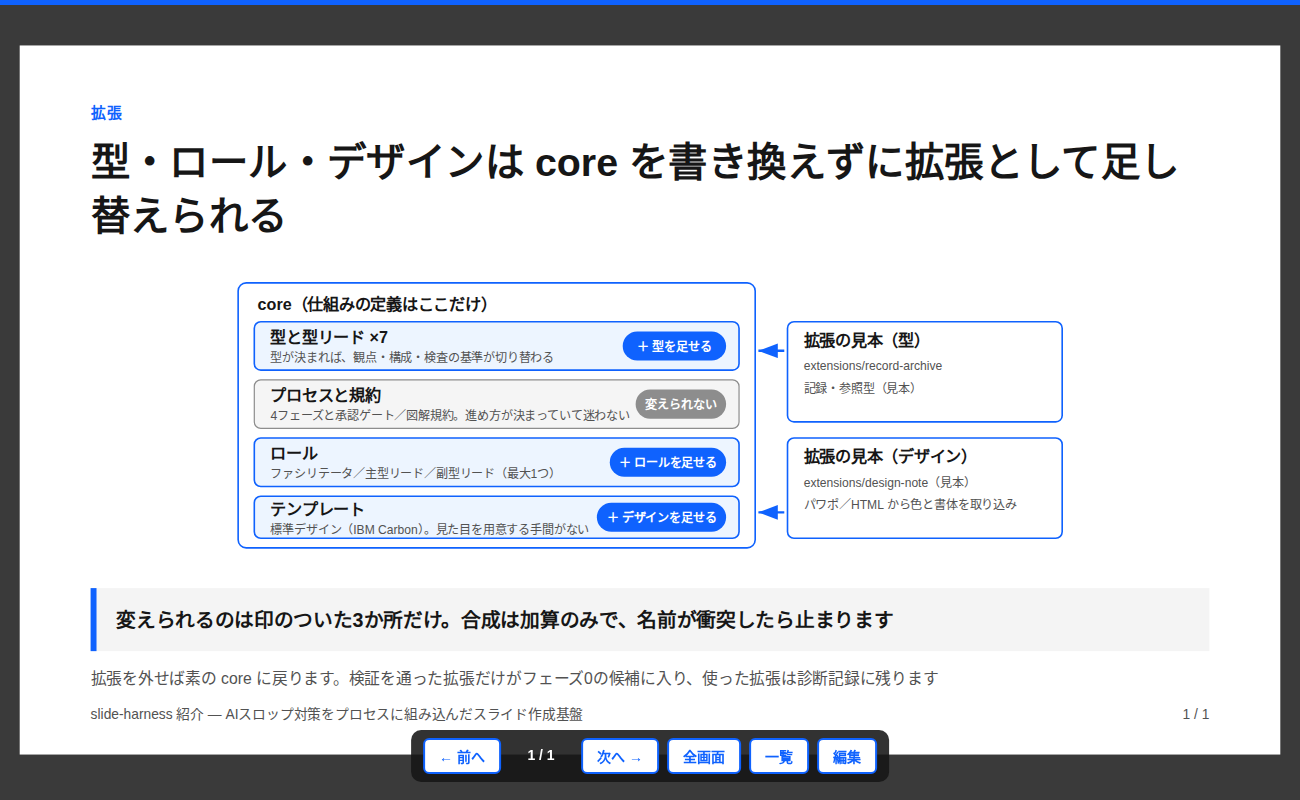 拡張
型・ロール・デザインは core を書き換えずに拡張として足し
替えられる
core（仕組みの定義はここだけ）
型と型リード ×7
型が決まれば、観点・構成・検査の基準が切り替わる
＋ 型を足せる
プロセスと規約
4フェーズと承認ゲート／図解規約。進め方が決まっていて迷わない
変えられない
ロール
ファシリテータ／主型リード／副型リード（最大1つ）
＋ ロールを足せる
テンプレート
標準デザイン（IBM Carbon）。見た目を用意する手間がない
＋ デザインを足せる
拡張の見本（型）
extensions/record-archive
記録・参照型（見本）
拡張の見本（デザイン）
extensions/design-note（見本）
パワポ／HTML から色と書体を取り込み
変えられるのは印のついた3か所だけ。合成は加算のみで、名前が衝突したら止まります
拡張を外せば素の core に戻ります。検証を通った拡張だけがフェーズ0の候補に入り、使った拡張は診断記録に残ります
slide-harness 紹介 — AIスロップ対策をプロセスに組み込んだスライド作成基盤
1 / 1
← 前へ
1 / 1
次へ →
全画面
一覧
編集